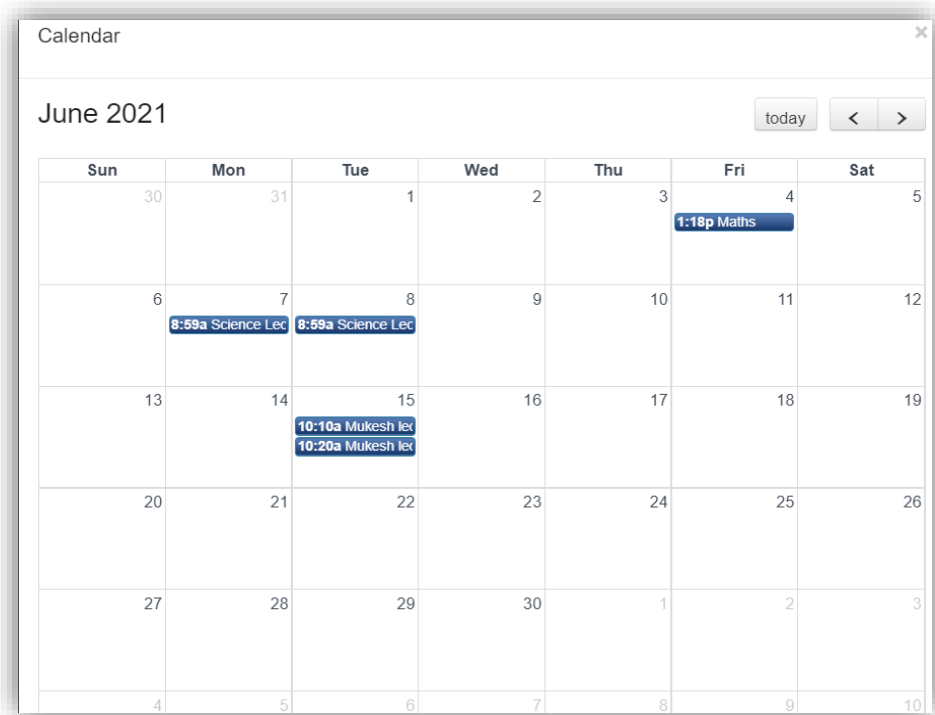 Calendar ×
June 2021 today < >
Sun Mon Tue Wed Thu Fri Sat
30 31 1 2 3 4 5
1:18p Maths
6 7 8 9 10 11 12
8:59a Science Lec 8:59a Science Lec
13 14 15 16 17 18 19
10:10a Mukesh lec
10:20a Mukesh lec
20 21 22 23 24 25 26
27 28 29 30 1 2 3
4 5 6 7 8 9 10